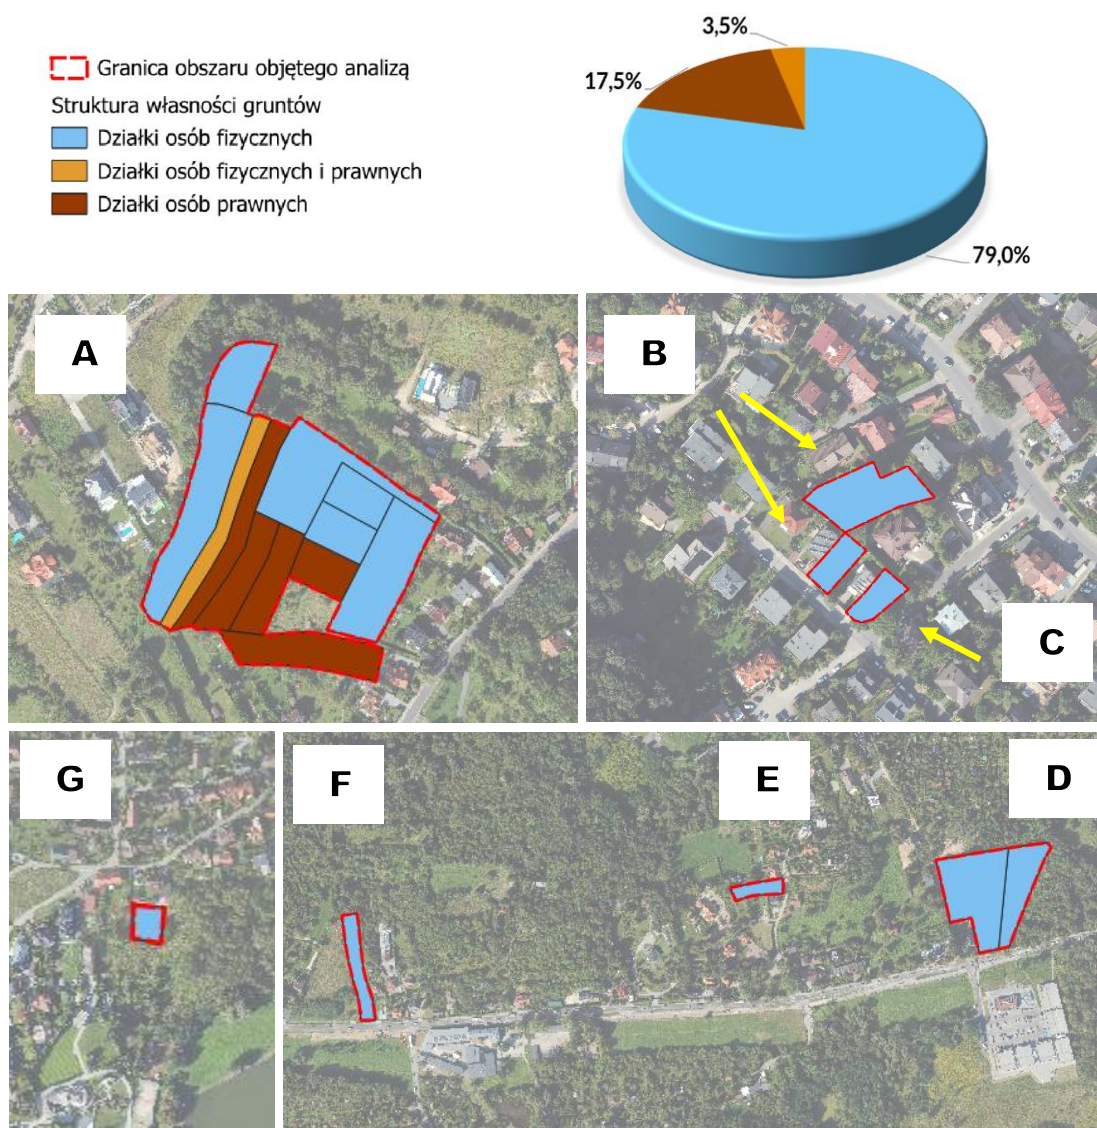 3,5%
17,5%
79,0%
Granica obszaru objętego analizą
Struktura własności gruntów
Działki osób fizycznych
Działki osób fizycznych i prawnych
Działki osób prawnych
A
B
C
G
F
E
D